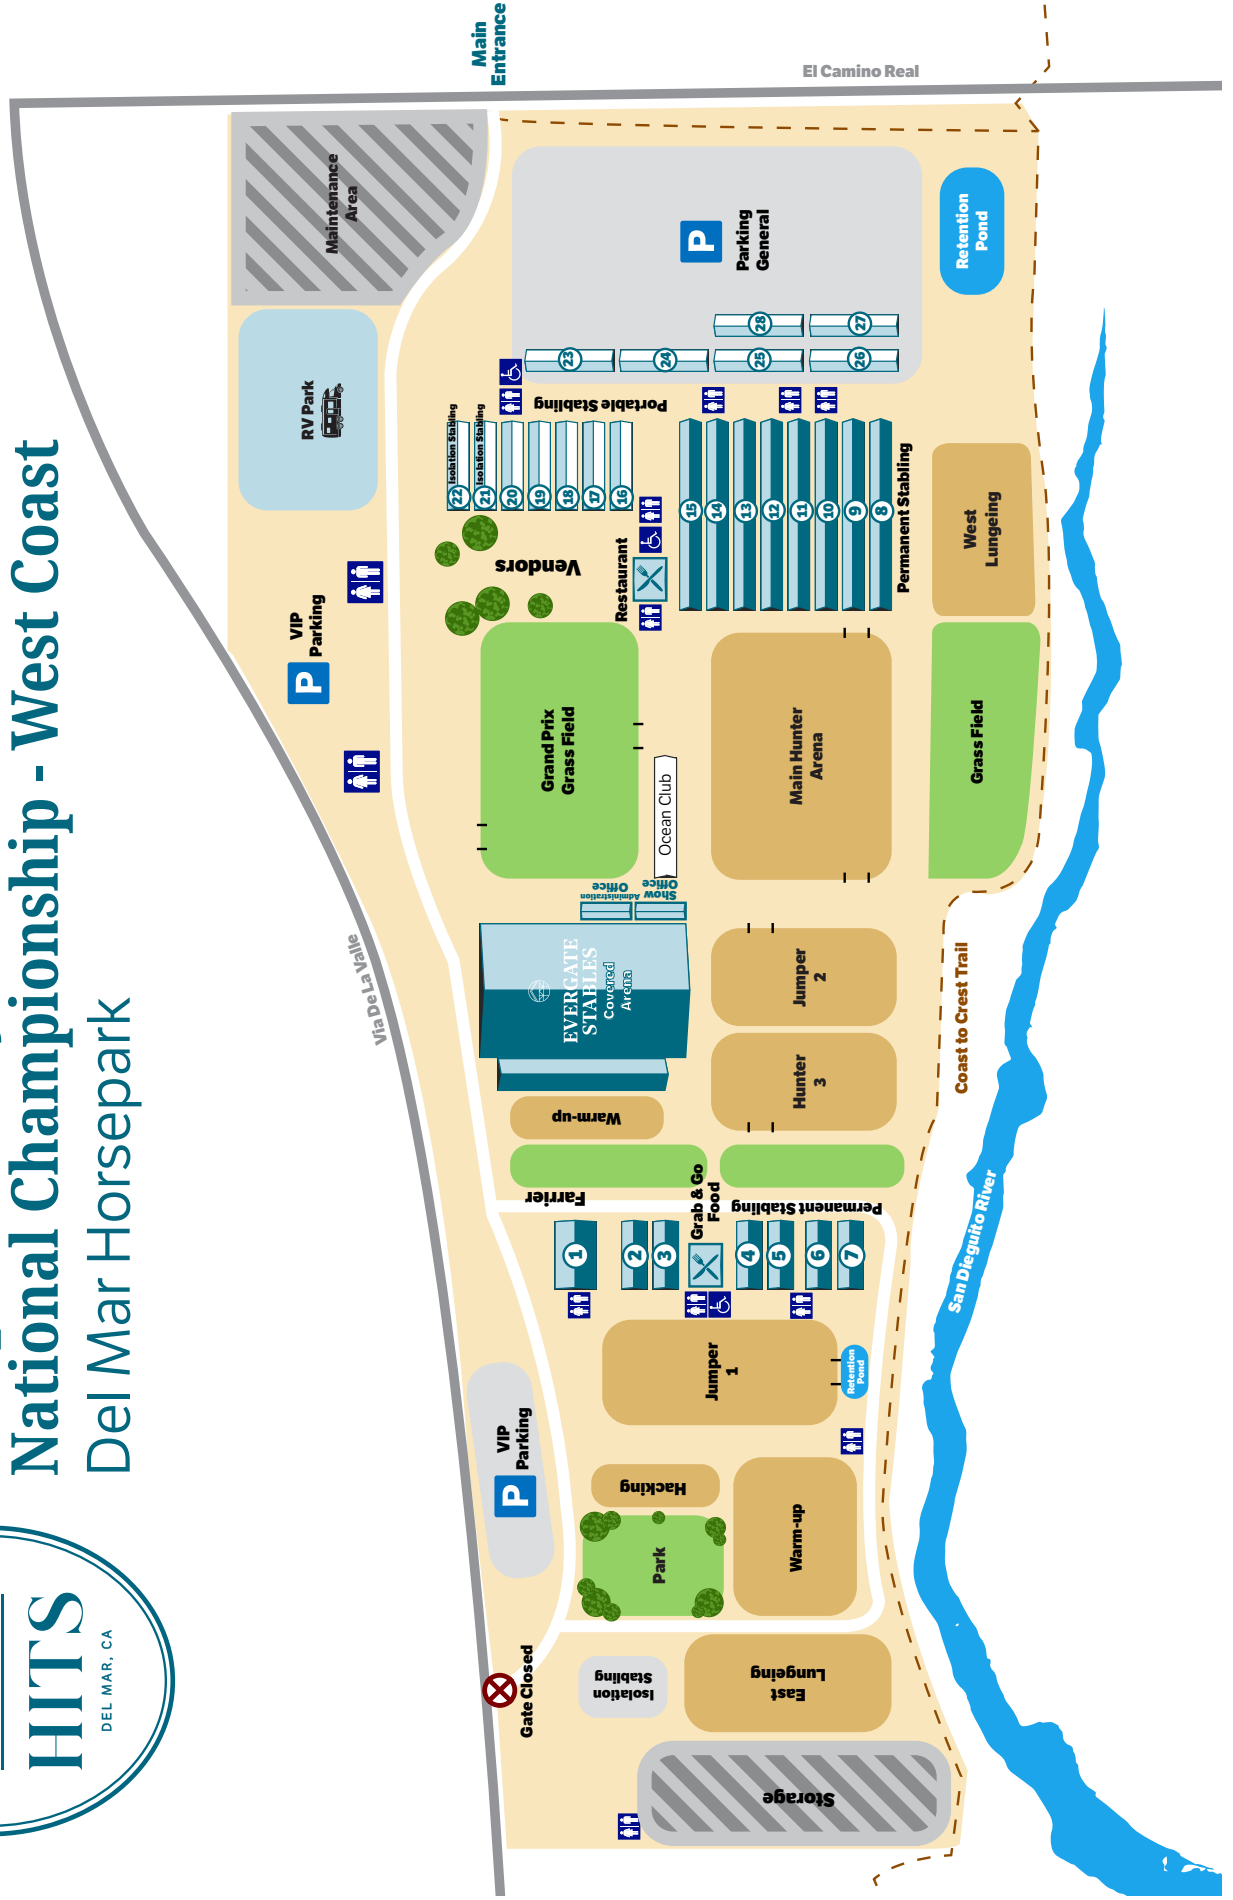 National Championship - West Coast
Del Mar Horsepark
HITS
DEL MAR, CA
Main
Entrance
El Camino Real
Via De La Valle
Maintenance
Area
RV Park
VIP
Parking
P
P
Parking
General
Retention
Pond
23
24
25
26
27
28
Portable Stabling
Isolation Stabling
Isolation Stabling
22
21
20
19
18
17
16
Vendors
Restaurant
15
14
13
12
11
10
9
8
Permanent Stabling
West
Lungeing
Grand Prix
Grass Field
Main Hunter
Arena
Grass Field
Ocean Club
Administration
Office
Show
Office
EVERGATE
STABLES
Covered
Arena
Jumper
2
Hunter
3
Warm-up
Coast to Crest Trail
San Dieguito River
Farrier
Grab & Go
Food
Permanent Stabling
1
2
3
4
5
6
7
Jumper
1
Retention
Pond
VIP
Parking
P
Hacking
Park
Warm-up
Gate Closed
Isolation
Stabling
East
Lungeing
Storage